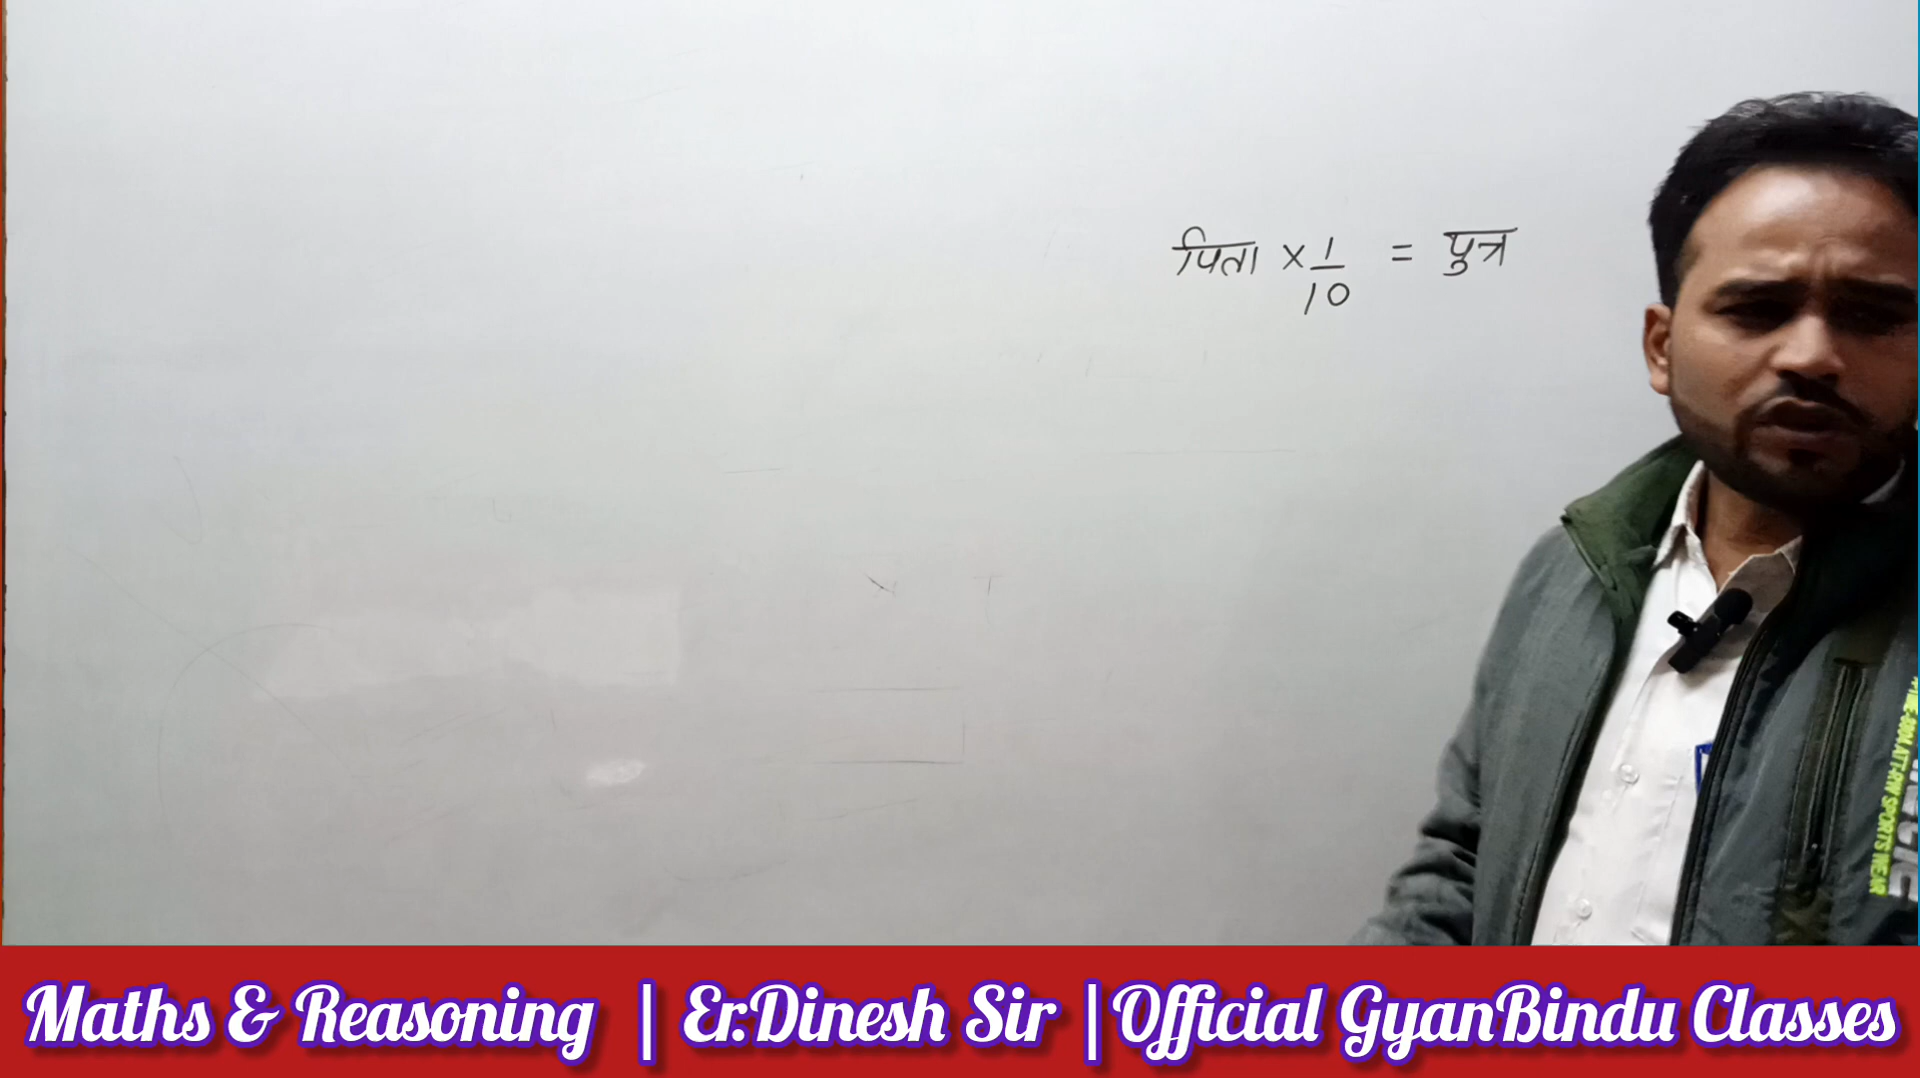 पिता × 1/10 = पुत्र
Maths & Reasoning | Er.Dinesh Sir | Official GyanBindu Classes